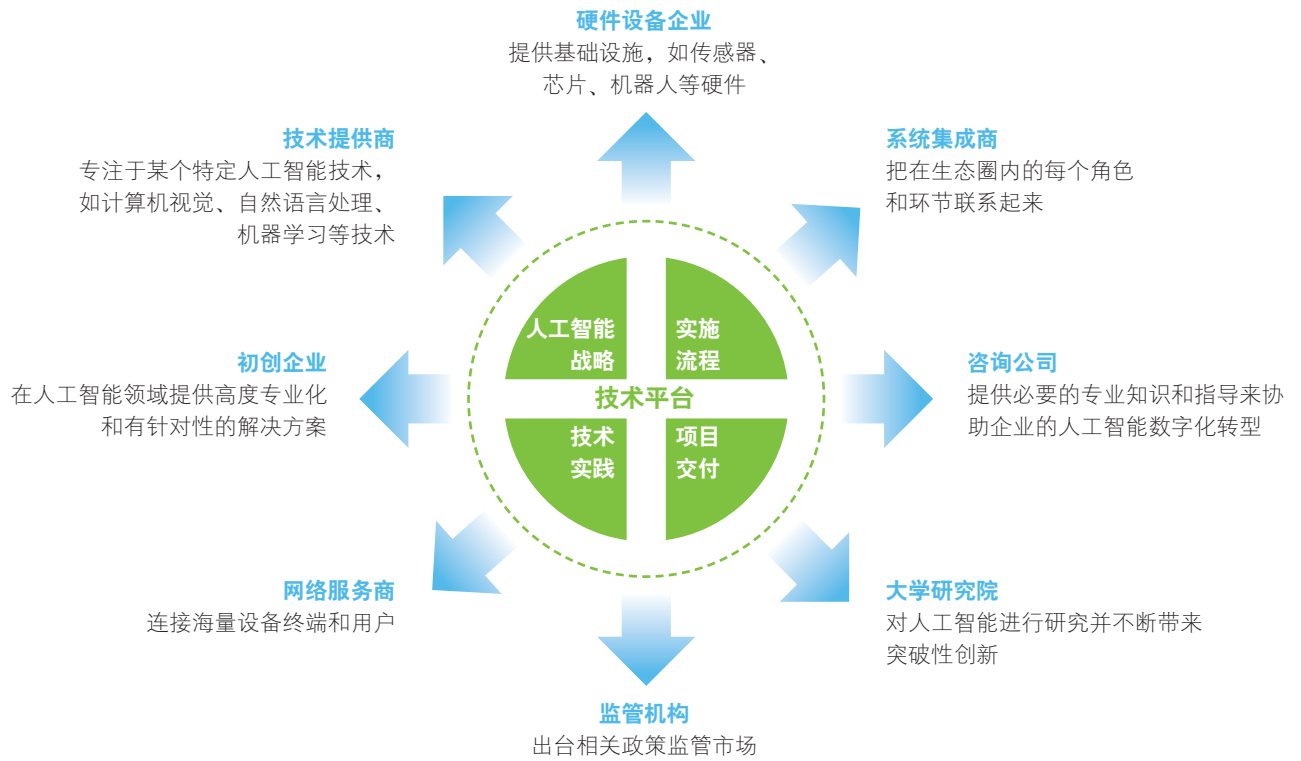 硬件设备企业
提供基础设施，如传感器、
芯片、机器人等硬件
技术提供商
专注于某个特定人工智能技术，
如计算机视觉、自然语言处理、
机器学习等技术
系统集成商
把在生态圈内的每个角色
和环节联系起来
初创企业
在人工智能领域提供高度专业化
和有针对性的解决方案
人工智能
战略
实施
流程
技术平台
技术
实践
项目
交付
咨询公司
提供必要的专业知识和指导来协
助企业的人工智能数字化转型
网络服务商
连接海量设备终端和用户
大学研究院
对人工智能进行研究并不断带来
突破性创新
监管机构
出台相关政策监管市场